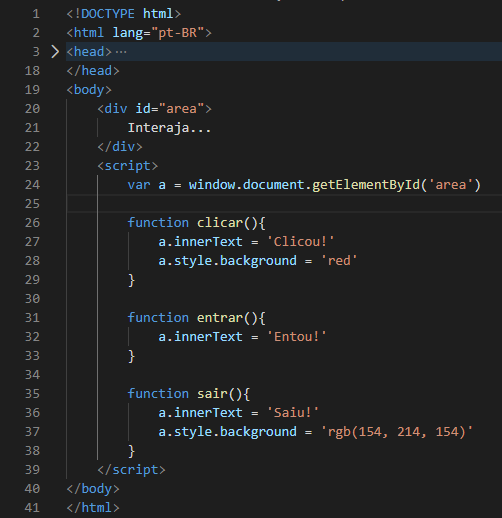 1 <!DOCTYPE html>
2 <html lang="pt-BR">
3 <head> ...
18 </head>
19 <body>
20     <div id="area">
21         Interaja...
22     </div>
23     <script>
24         var a = window.document.getElementById('area')
25
26         function clicar(){
27             a.innerText = 'Clicou!'
28             a.style.background = 'red'
29         }
30
31         function entrar(){
32             a.innerText = 'Entou!'
33         }
34
35         function sair(){
36             a.innerText = 'Saiu!'
37             a.style.background = 'rgb(154, 214, 154)'
38         }
39     </script>
40 </body>
41 </html>